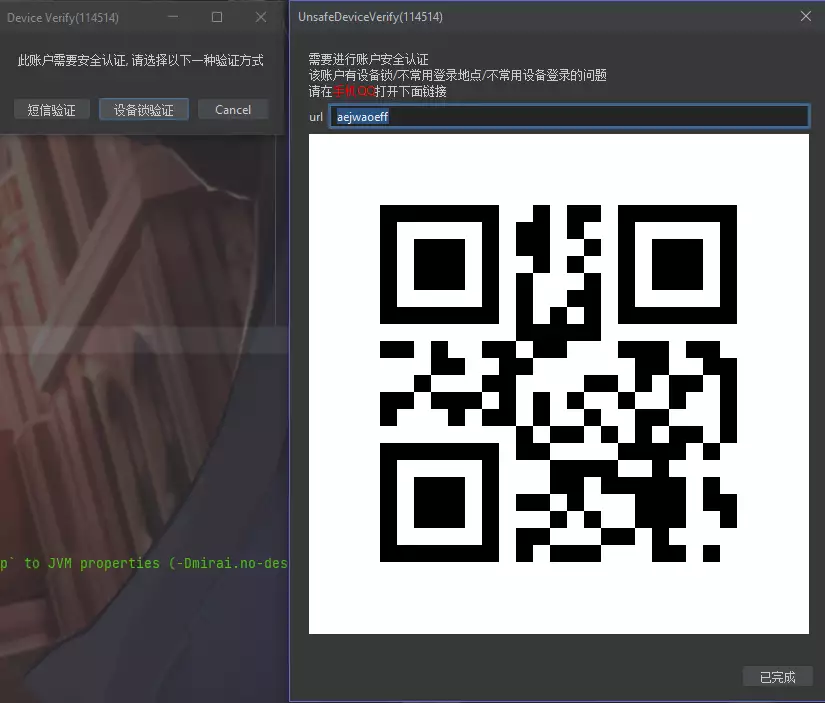 Device Verify(114514)
此账户需要安全认证, 请选择以下一种验证方式
短信验证
设备锁验证
Cancel
p` to JVM properties (-Dmirai.no-des
UnsafeDeviceVerify(114514)
需要进行账户安全认证
该账户有设备锁/不常用登录地点/不常用设备登录的问题
请在手机QQ打开下面链接
url
aejwaoeff
已完成